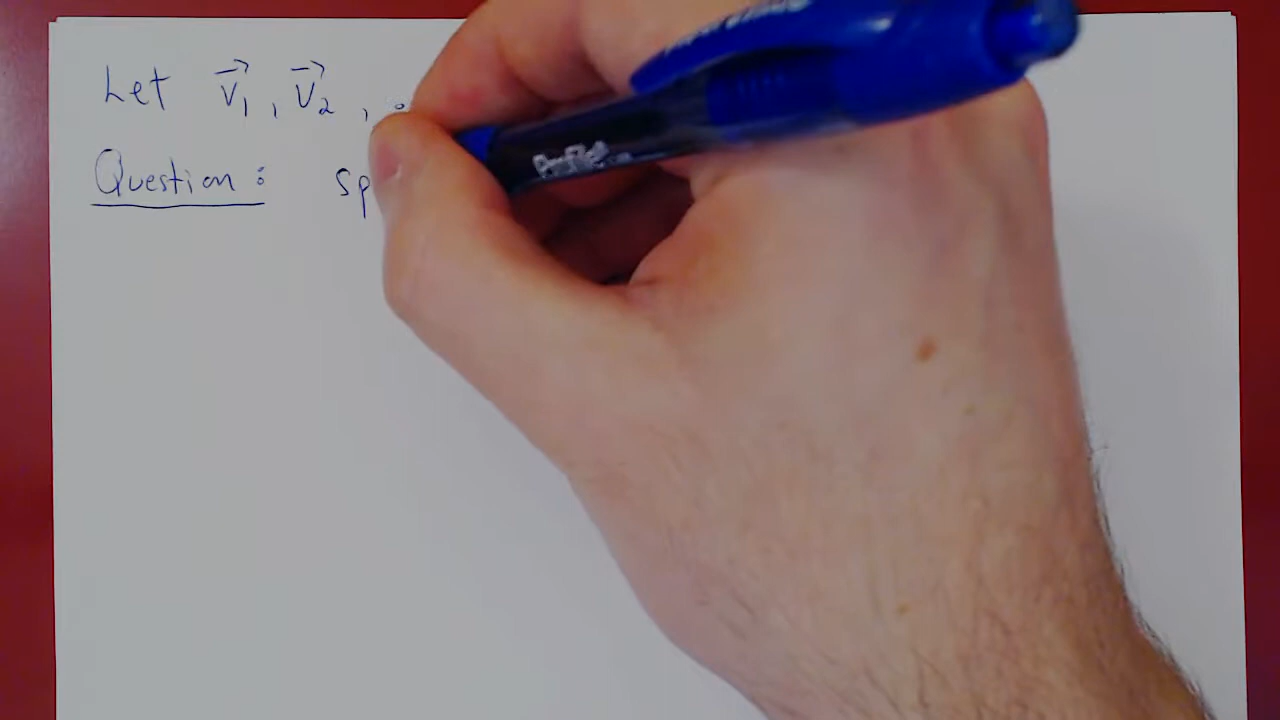 Let v⃗₁, v⃗₂, .
Question: Sp